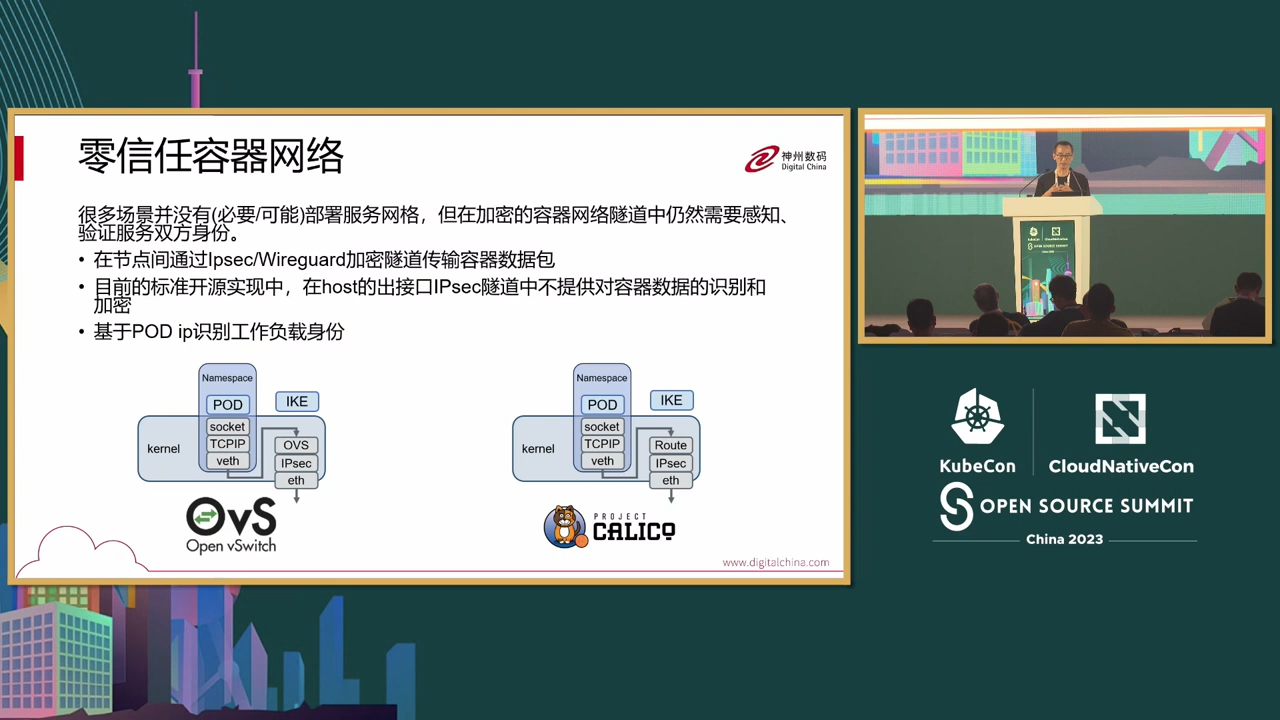 零信任容器网络
神州数码
Digital China
很多场景并没有(必要/可能)部署服务网格，但在加密的容器网络隧道中仍然需要感知、
验证服务双方身份。
• 在节点间通过Ipsec/Wireguard加密隧道传输容器数据包
• 目前的标准开源实现中，在host的出接口IPsec隧道中不提供对容器数据的识别和
加密
• 基于POD ip识别工作负载身份
Namespace
POD
IKE
kernel
socket
TCPIP
veth
OVS
IPsec
eth
OvS
Open vSwitch
Namespace
POD
IKE
kernel
socket
TCPIP
veth
Route
IPsec
eth
PROJECT
CALICO
www.digitalchina.com
KubeCon
CloudNativeCon
OPEN SOURCE SUMMIT
China 2023